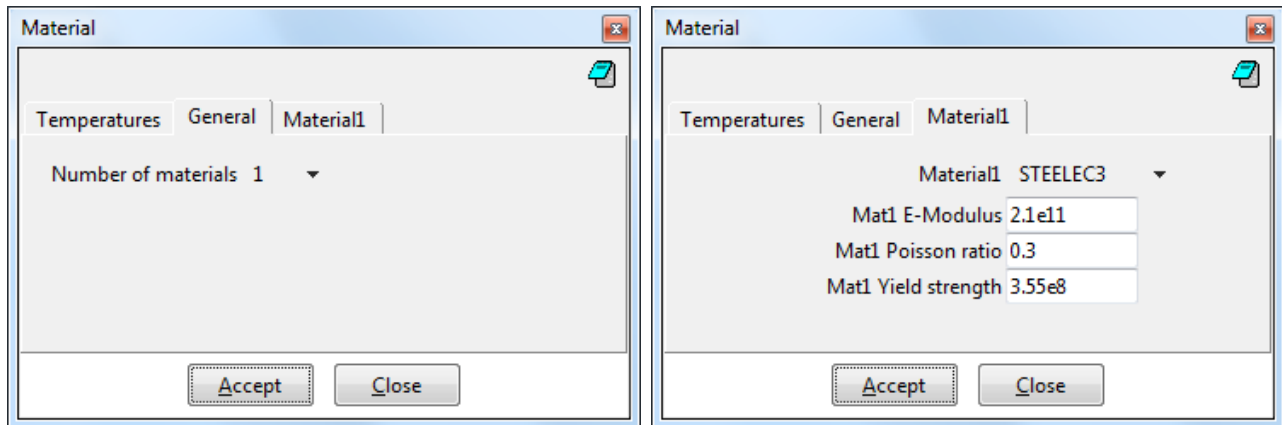 Material
Temperatures General Material1
Number of materials 1
Accept Close
Material
Temperatures General Material1
Material1 STEELEC3
Mat1 E-Modulus 2.1e11
Mat1 Poisson ratio 0.3
Mat1 Yield strength 3.55e8
Accept Close